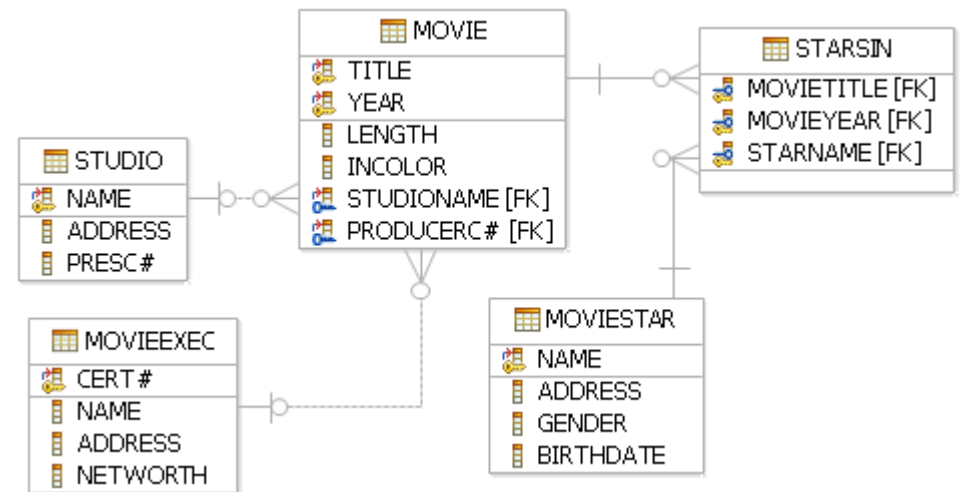 MOVIE
TITLE
YEAR
LENGTH
INCOLOR
STUDIONAME [FK]
PRODUCERC# [FK]
STARSIN
MOVIETITLE [FK]
MOVIEYEAR [FK]
STARNAME [FK]
STUDIO
NAME
ADDRESS
PRESC#
MOVIEEXEC
CERT#
NAME
ADDRESS
NETWORTH
MOVIESTAR
NAME
ADDRESS
GENDER
BIRTHDATE